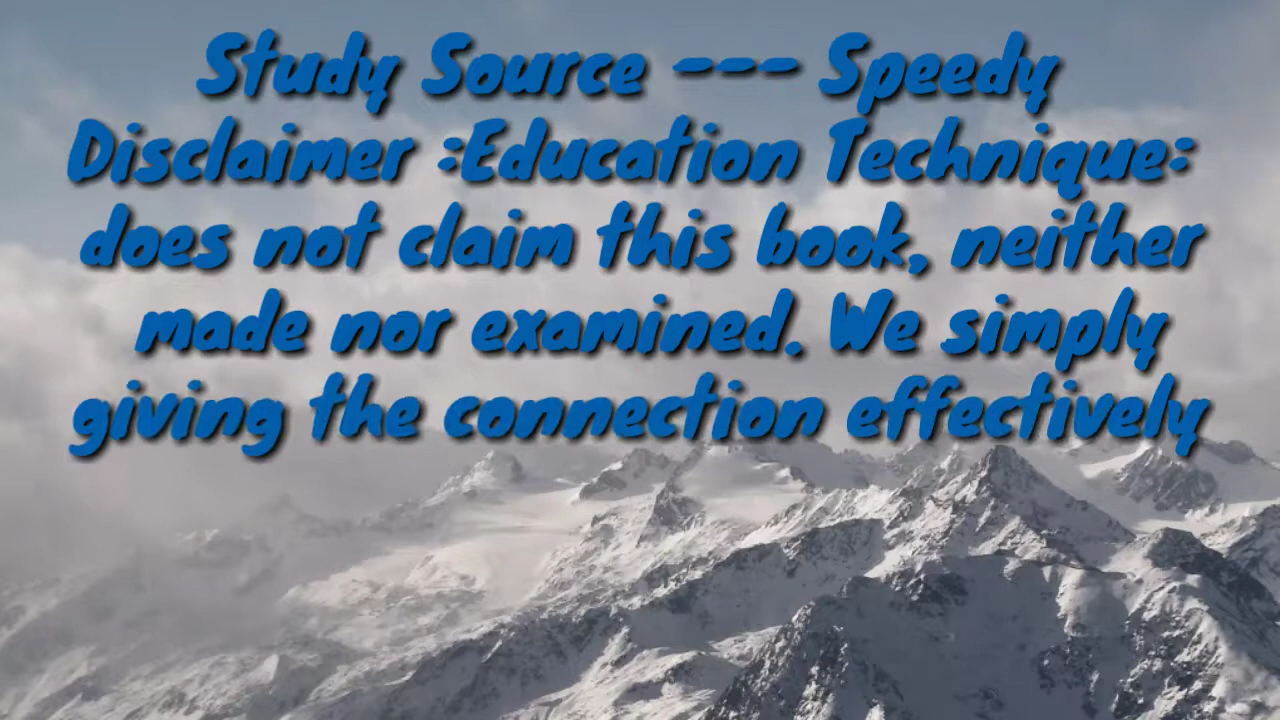 Study Source --- Speedy
Disclaimer :Education Technique:
does not claim this book, neither
made nor examined. We simply
giving the connection effectively